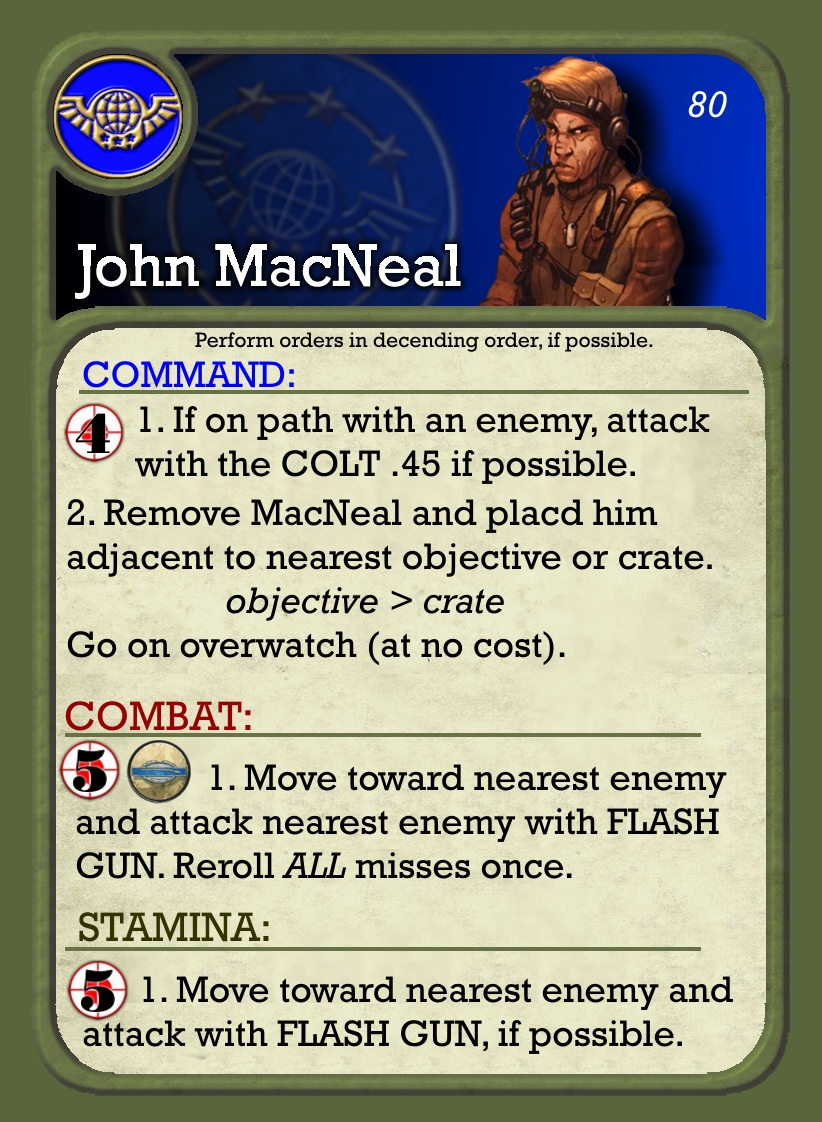 80
John MacNeal
Perform orders in decending order, if possible.
COMMAND:
4 1. If on path with an enemy, attack
with the COLT .45 if possible.
2. Remove MacNeal and placd him
adjacent to nearest objective or crate.
objective > crate
Go on overwatch (at no cost).
COMBAT:
5 1. Move toward nearest enemy
and attack nearest enemy with FLASH
GUN. Reroll ALL misses once.
STAMINA:
5 1. Move toward nearest enemy and
attack with FLASH GUN, if possible.